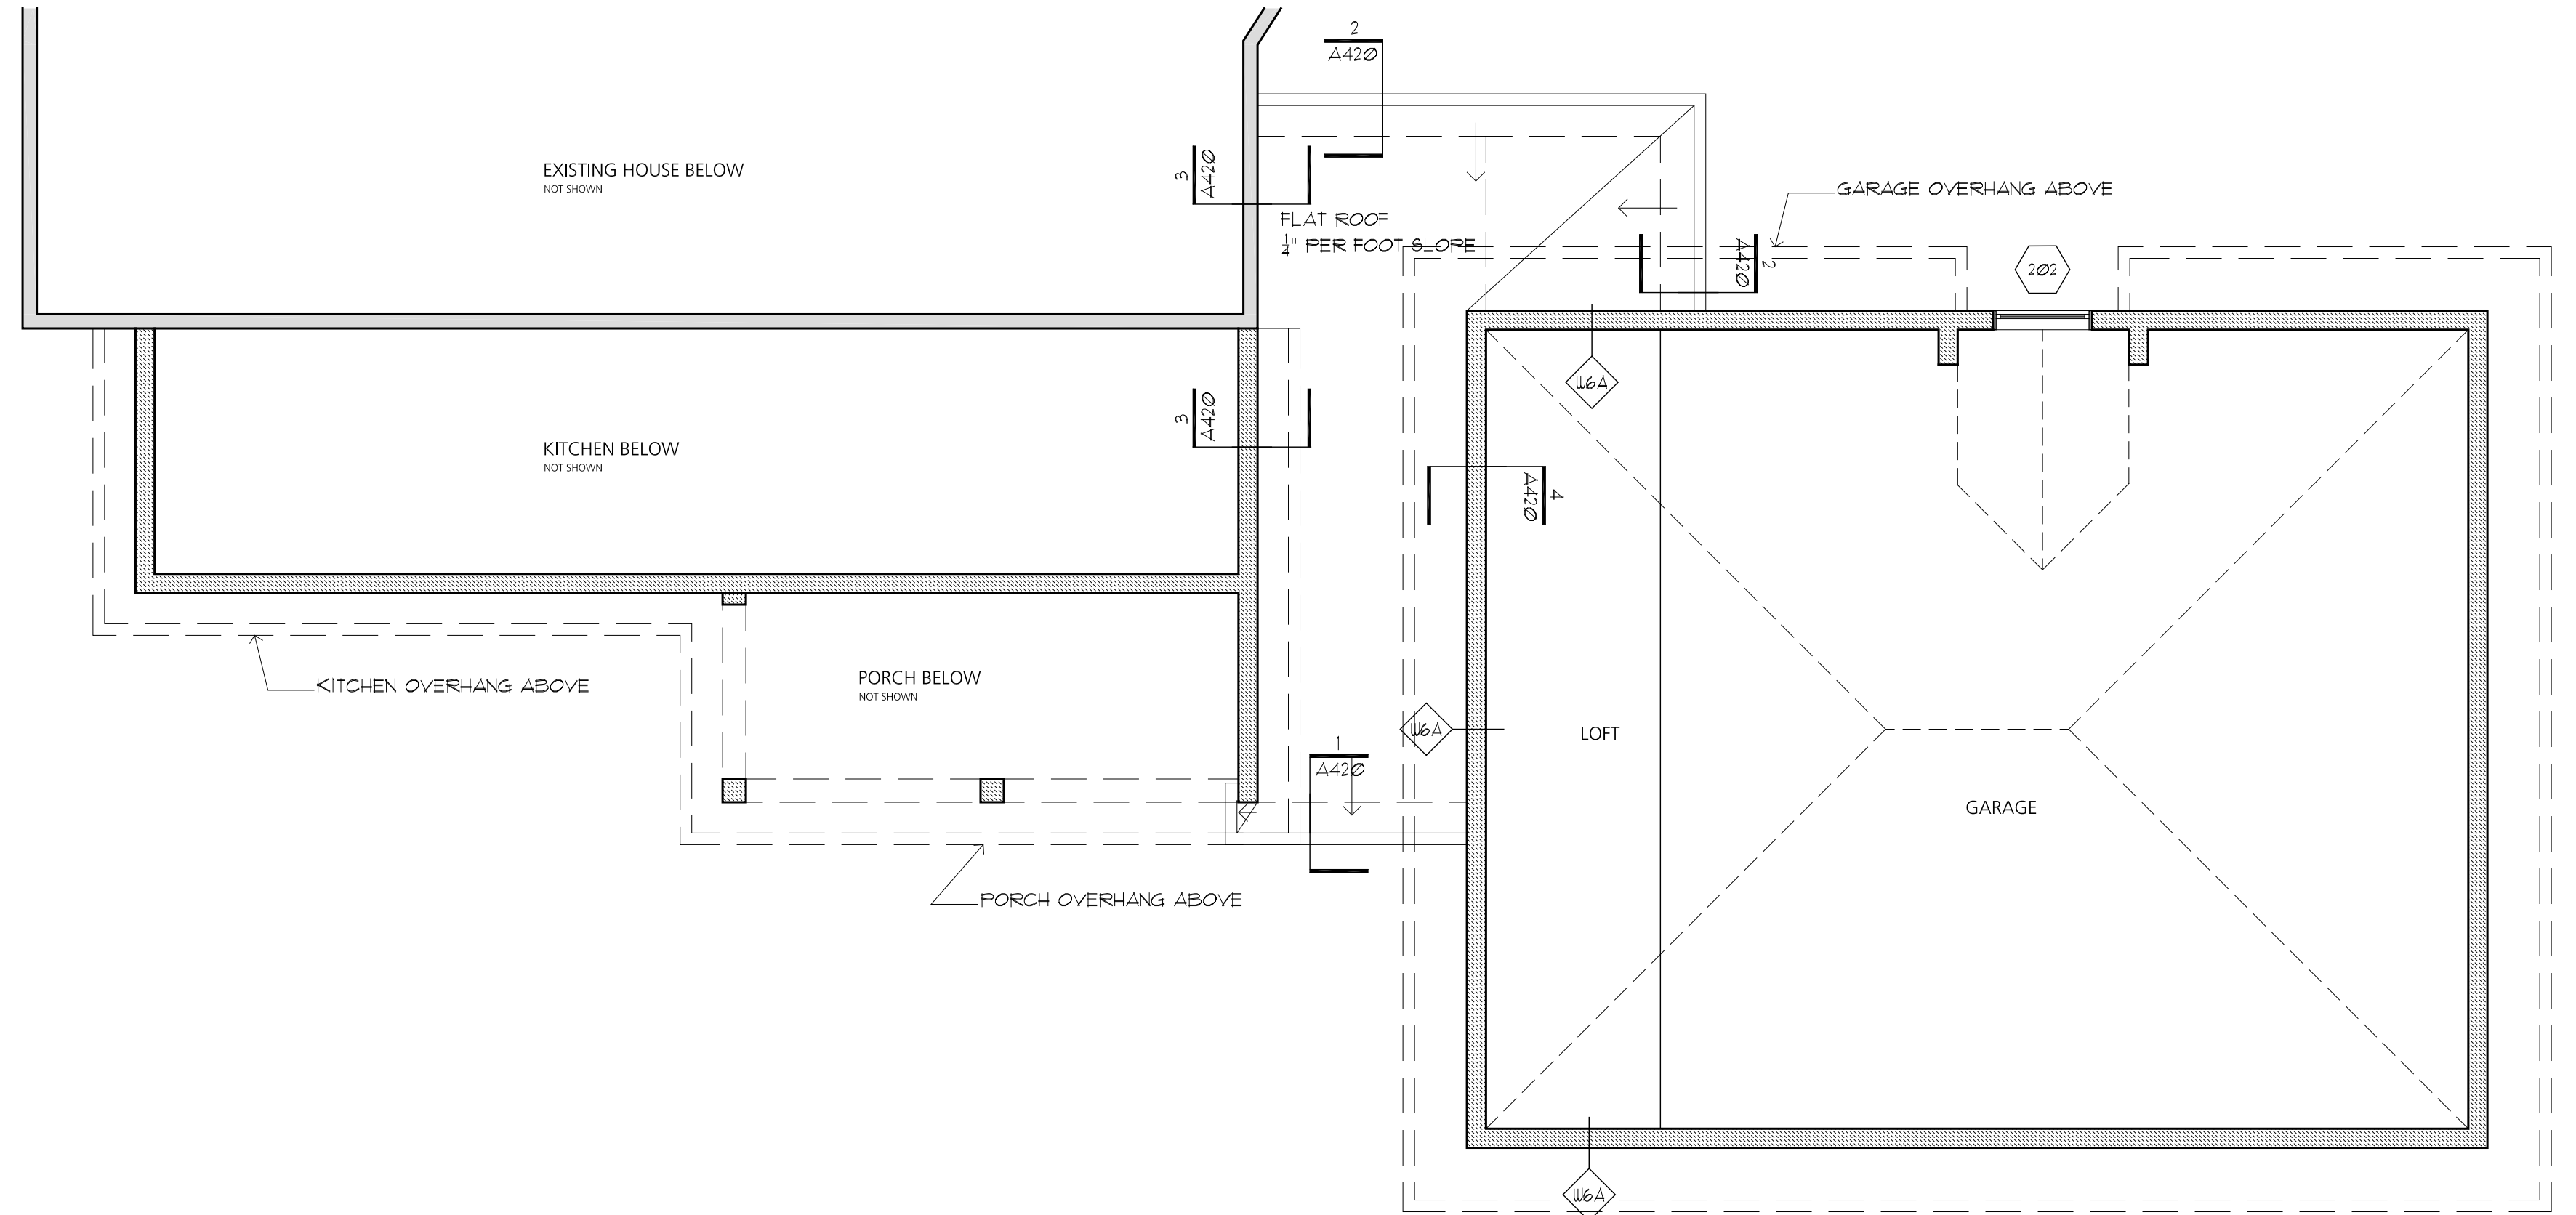 2
A420
EXISTING HOUSE BELOW
NOT SHOWN
3
A420
FLAT ROOF
1/4" PER FOOT SLOPE
GARAGE OVERHANG ABOVE
2
A420
202
W6A
3
A420
KITCHEN BELOW
NOT SHOWN
4
A420
KITCHEN OVERHANG ABOVE
PORCH BELOW
NOT SHOWN
W6A
LOFT
1
A420
GARAGE
PORCH OVERHANG ABOVE
W6A